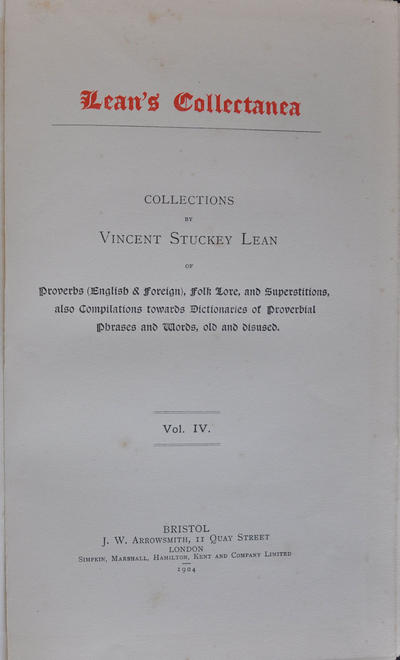 Lean's Collectanea
COLLECTIONS
BY
VINCENT STUCKEY LEAN
OF
Proverbs (English & Foreign), Folk Lore, and Superstitions,
also Compilations towards Dictionaries of Proverbial
Phrases and Words, old and disused.
Vol. IV.
BRISTOL
J. W. ARROWSMITH, 11 QUAY STREET
LONDON
SIMPKIN, MARSHALL, HAMILTON, KENT AND COMPANY LIMITED
1904